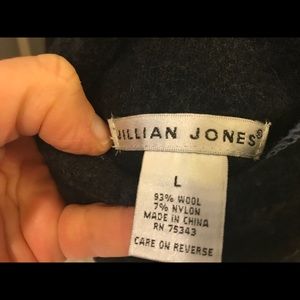 JILLIAN JONES®
L
93% WOOL
7% NYLON
MADE IN CHINA
RN 75343
CARE ON REVERSE